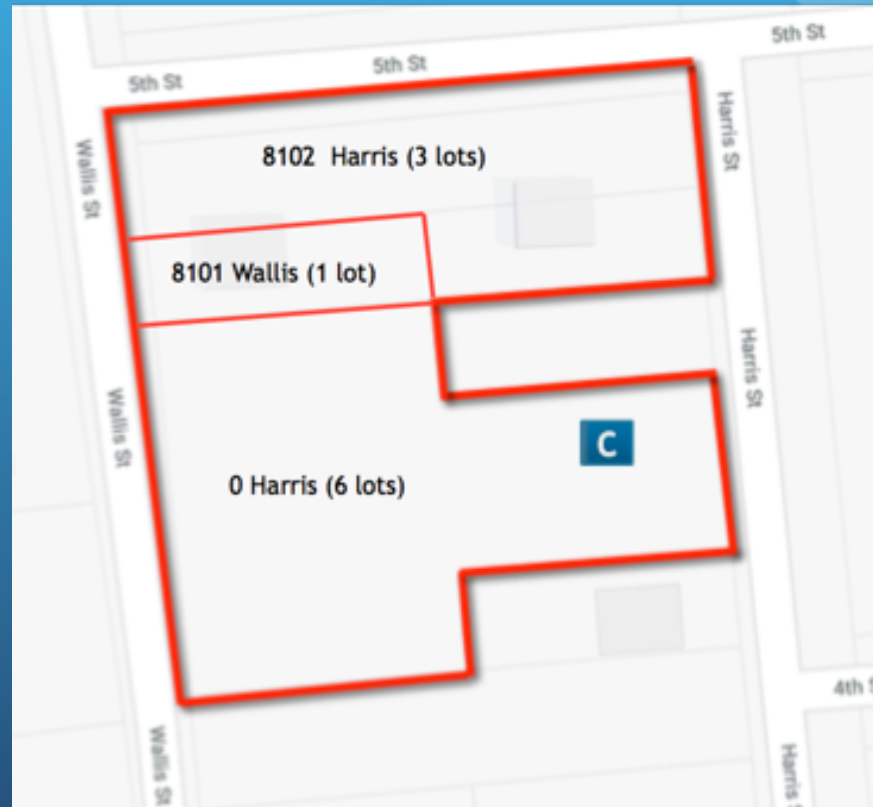 5th St
5th St
5th St
Wallis St
Harris St
8102 Harris (3 lots)
8101 Wallis (1 lot)
Harris St
Wallis St
C
0 Harris (6 lots)
4th S
Wallis St
Harris S